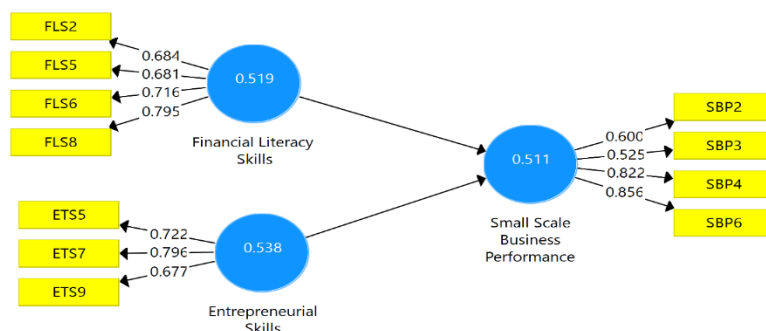 FLS2
FLS5
FLS6
FLS8
0.684
0.681
0.716
0.795
0.519
Financial Literacy
Skills
ETS5
ETS7
ETS9
0.722
0.796
0.677
0.538
Entrepreneurial
Skills
0.511
Small Scale
Business
Performance
0.600
0.525
0.822
0.856
SBP2
SBP3
SBP4
SBP6